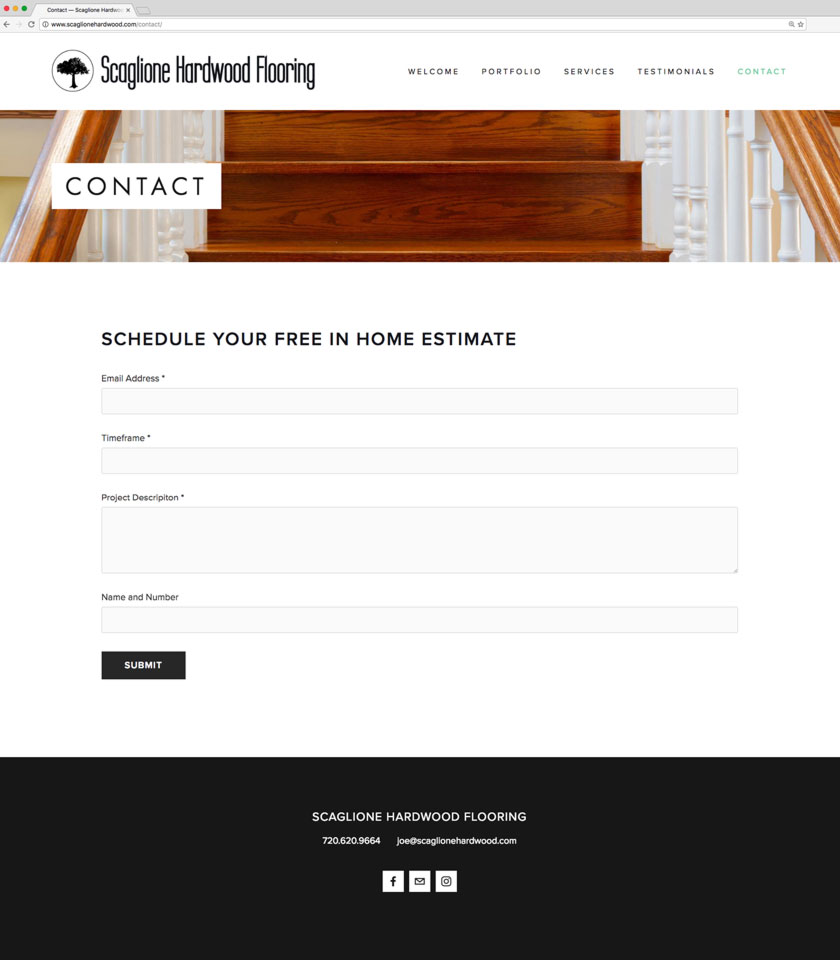 Contact — Scaglione Hardwoo
www.scaglionehardwood.com/contact/
Scaglione Hardwood Flooring
WELCOME PORTFOLIO SERVICES TESTIMONIALS CONTACT
CONTACT
SCHEDULE YOUR FREE IN HOME ESTIMATE
Email Address *
Timeframe *
Project Descripiton *
Name and Number
SUBMIT
SCAGLIONE HARDWOOD FLOORING
720.620.9664 joe@scaglionehardwood.com